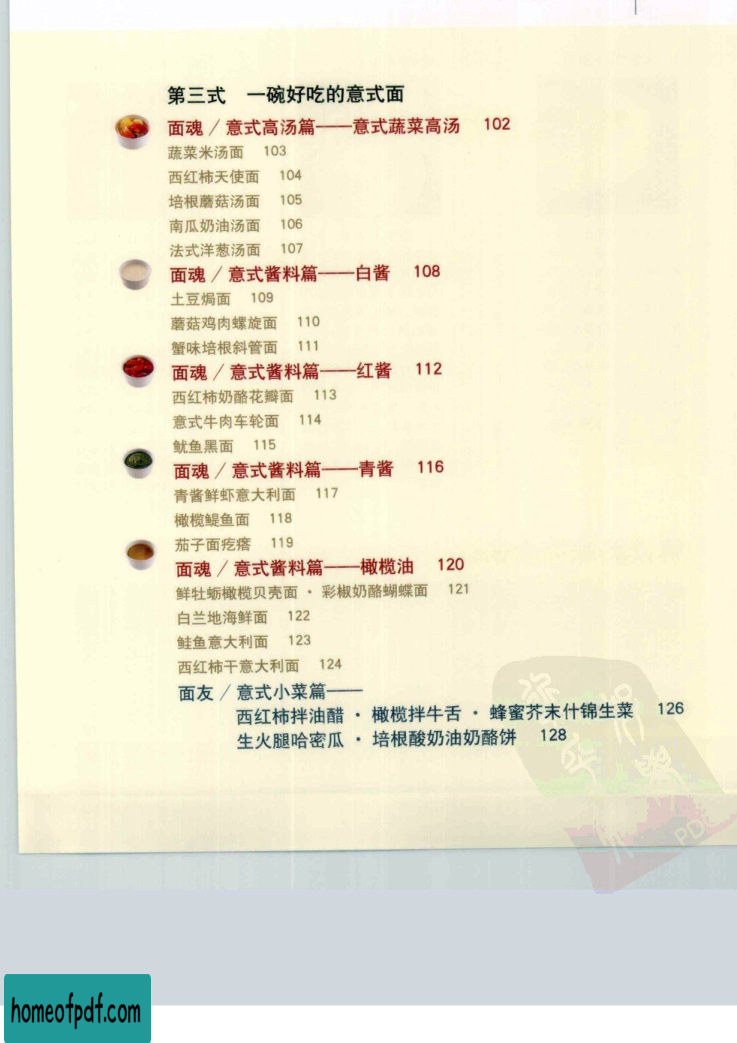 第三式 一碗好吃的意式面
面魂/意式高汤篇——意式蔬菜高汤 102
蔬菜米汤面 103
西红柿天使面 104
培根蘑菇汤面 105
南瓜奶油汤面 106
法式洋葱汤面 107
面魂/意式酱料篇——白酱 108
土豆焗面 109
蘑菇鸡肉螺旋面 110
蟹味培根斜管面 111
面魂/意式酱料篇——红酱 112
西红柿奶酪花瓣面 113
意式牛肉车轮面 114
鱿鱼黑面 115
面魂/意式酱料篇——青酱 116
青酱鲜虾意大利面 117
橄榄鳀鱼面 118
茄子面疙瘩 119
面魂/意式酱料篇——橄榄油 120
鲜牡蛎橄榄贝壳面·彩椒奶酪蝴蝶面 121
白兰地海鲜面 122
鲑鱼意大利面 123
西红柿干意大利面 124
面友/意式小菜篇——
西红柿拌油醋·橄榄拌牛舌·蜂蜜芥末什锦生菜 126
生火腿哈密瓜·培根酸奶油奶酪饼 128
PDG
homeofpdf.com